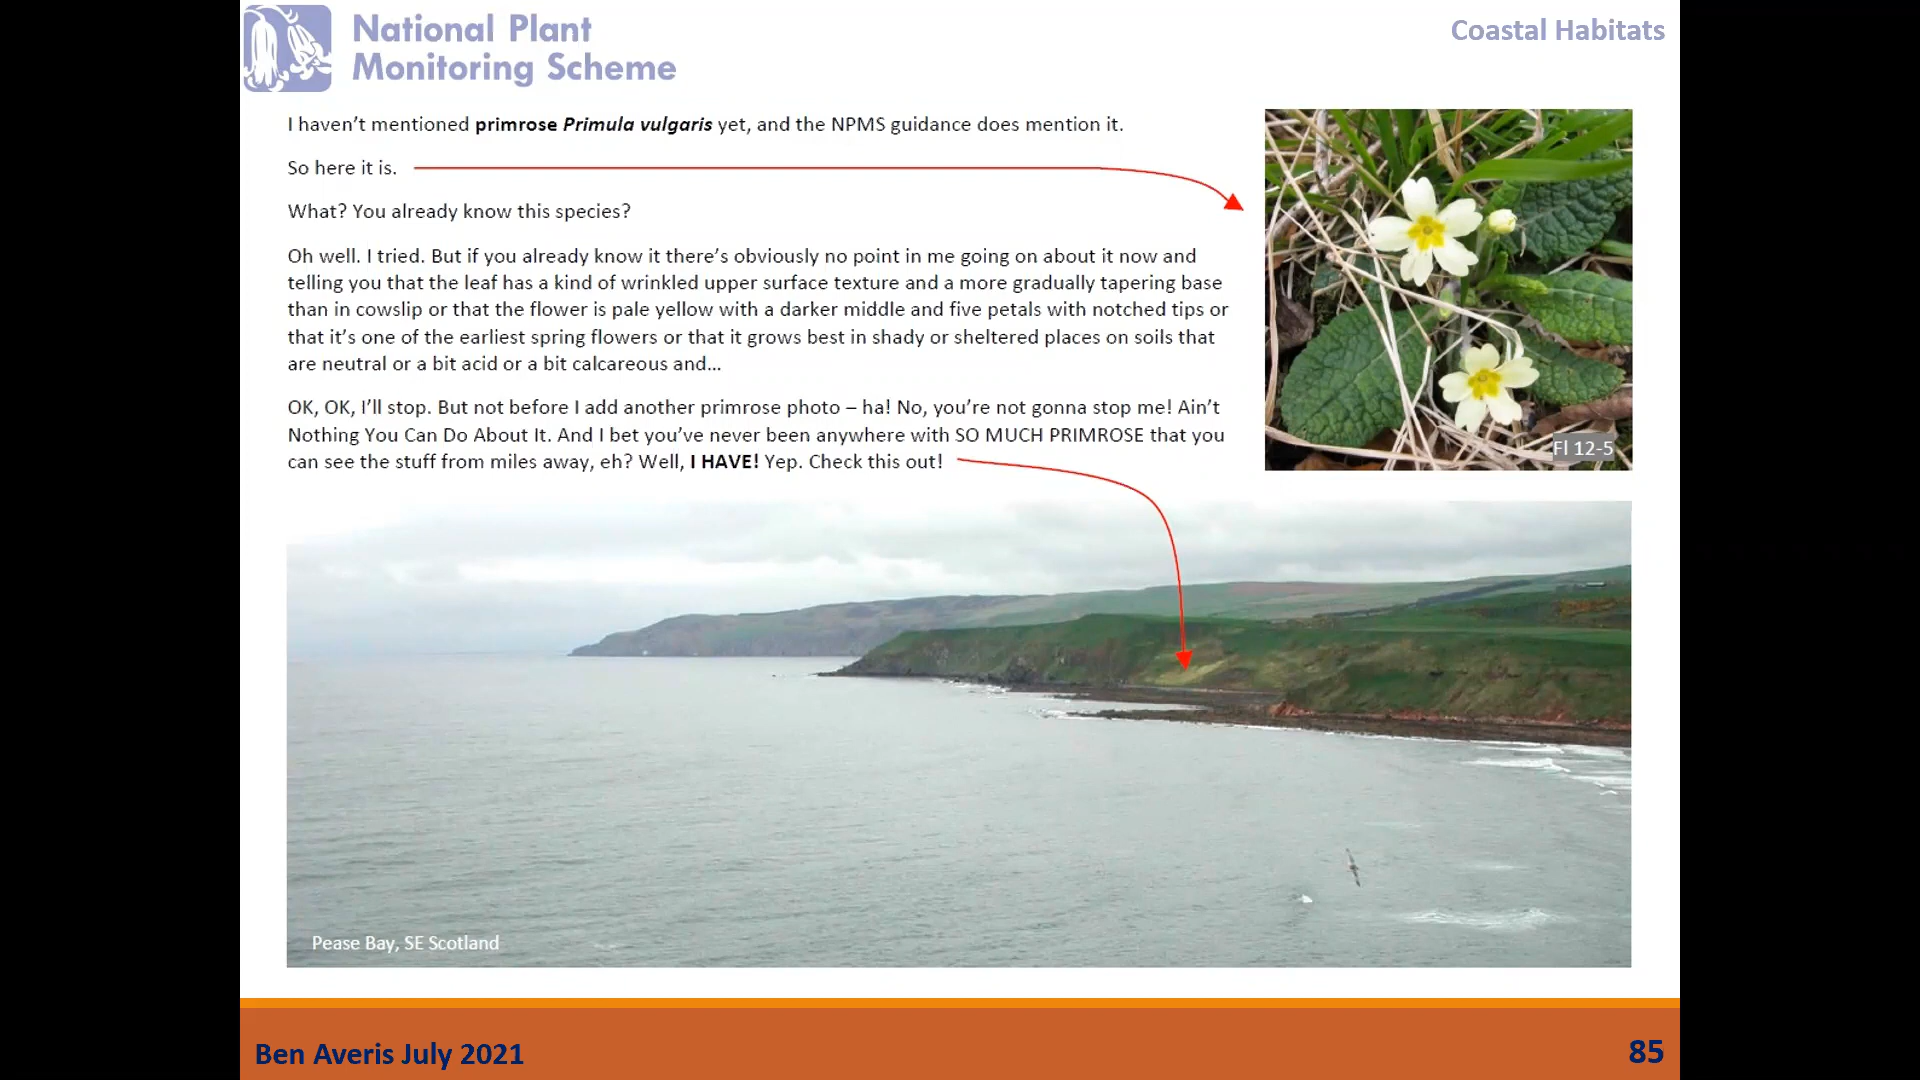 National Plant
Monitoring Scheme
Coastal Habitats
I haven't mentioned primrose Primula vulgaris yet, and the NPMS guidance does mention it.
So here it is.
What? You already know this species?
Oh well. I tried. But if you already know it there's obviously no point in me going on about it now and
telling you that the leaf has a kind of wrinkled upper surface texture and a more gradually tapering base
than in cowslip or that the flower is pale yellow with a darker middle and five petals with notched tips or
that it's one of the earliest spring flowers or that it grows best in shady or sheltered places on soils that
are neutral or a bit acid or a bit calcareous and...
OK, OK, I'll stop. But not before I add another primrose photo – ha! No, you're not gonna stop me! Ain't
Nothing You Can Do About It. And I bet you've never been anywhere with SO MUCH PRIMROSE that you
can see the stuff from miles away, eh? Well, I HAVE! Yep. Check this out!
Fl 12-5
Pease Bay, SE Scotland
Ben Averis July 2021
85